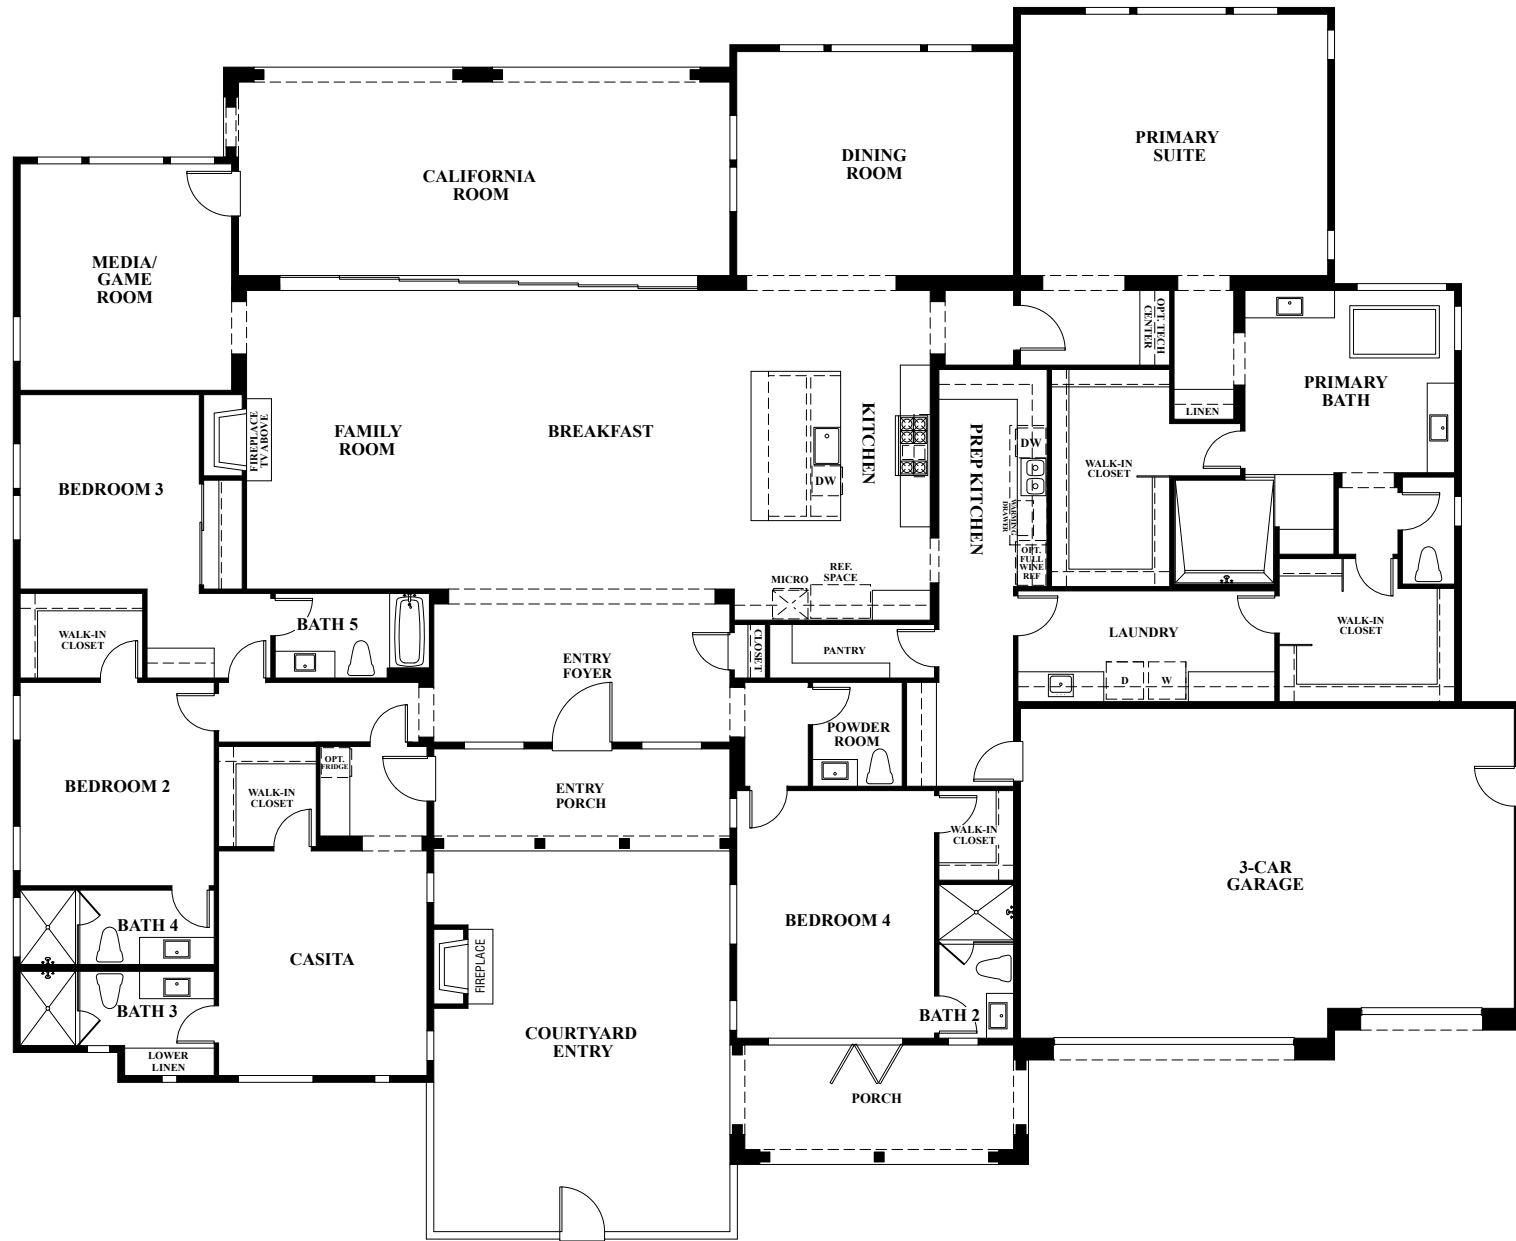 PRIMARY
SUITE
DINING
ROOM
CALIFORNIA
ROOM
MEDIA/
GAME
ROOM
OPT. TECH
CENTER
PRIMARY
BATH
LINEN
FIREPLACE
TV ABOVE
FAMILY
ROOM
BREAKFAST
KITCHEN
DW
PREP KITCHEN
DW
WARMING
DRAWER
OPT.
FULL
WINE
REF
WALK-IN
CLOSET
BEDROOM 3
MICRO
REF.
SPACE
WALK-IN
CLOSET
BATH 5
ENTRY
FOYER
CLOSET
PANTRY
LAUNDRY
D
W
WALK-IN
CLOSET
POWDER
ROOM
BEDROOM 2
OPT.
FRIDGE
WALK-IN
CLOSET
ENTRY
PORCH
WALK-IN
CLOSET
3-CAR
GARAGE
BATH 4
CASITA
FIREPLACE
BEDROOM 4
BATH 3
BATH 2
COURTYARD
ENTRY
LOWER
LINEN
PORCH